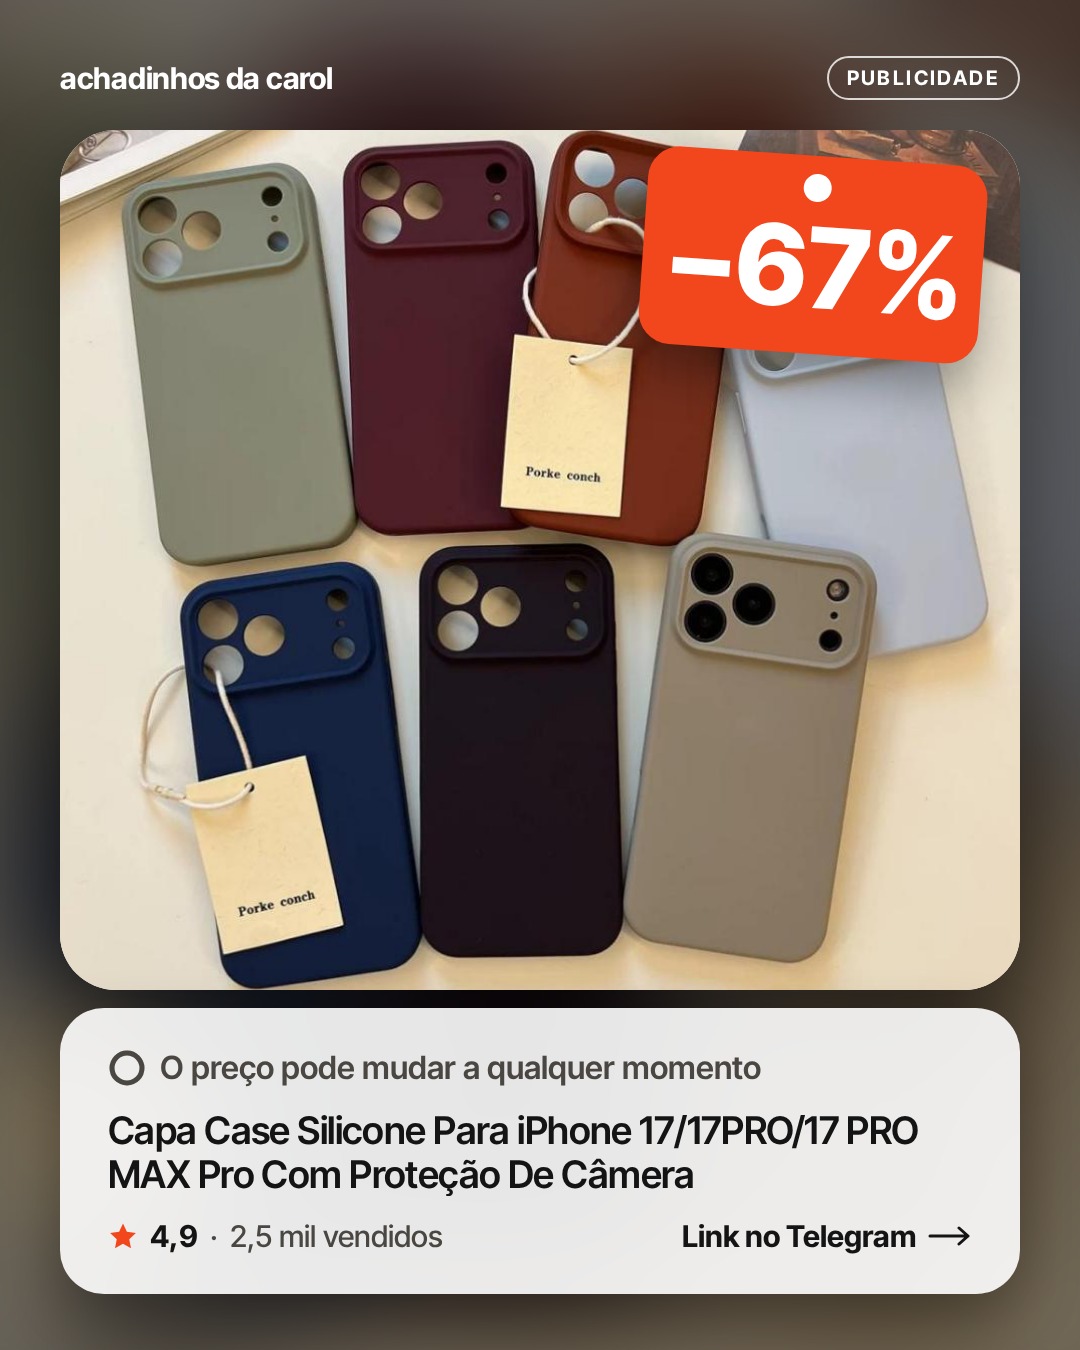 achadinhos da carol
PUBLICIDADE
–67%
Porke conch
Porke conch
O preço pode mudar a qualquer momento
Capa Case Silicone Para iPhone 17/17PRO/17 PRO
MAX Pro Com Proteção De Câmera
4,9 · 2,5 mil vendidos
Link no Telegram →